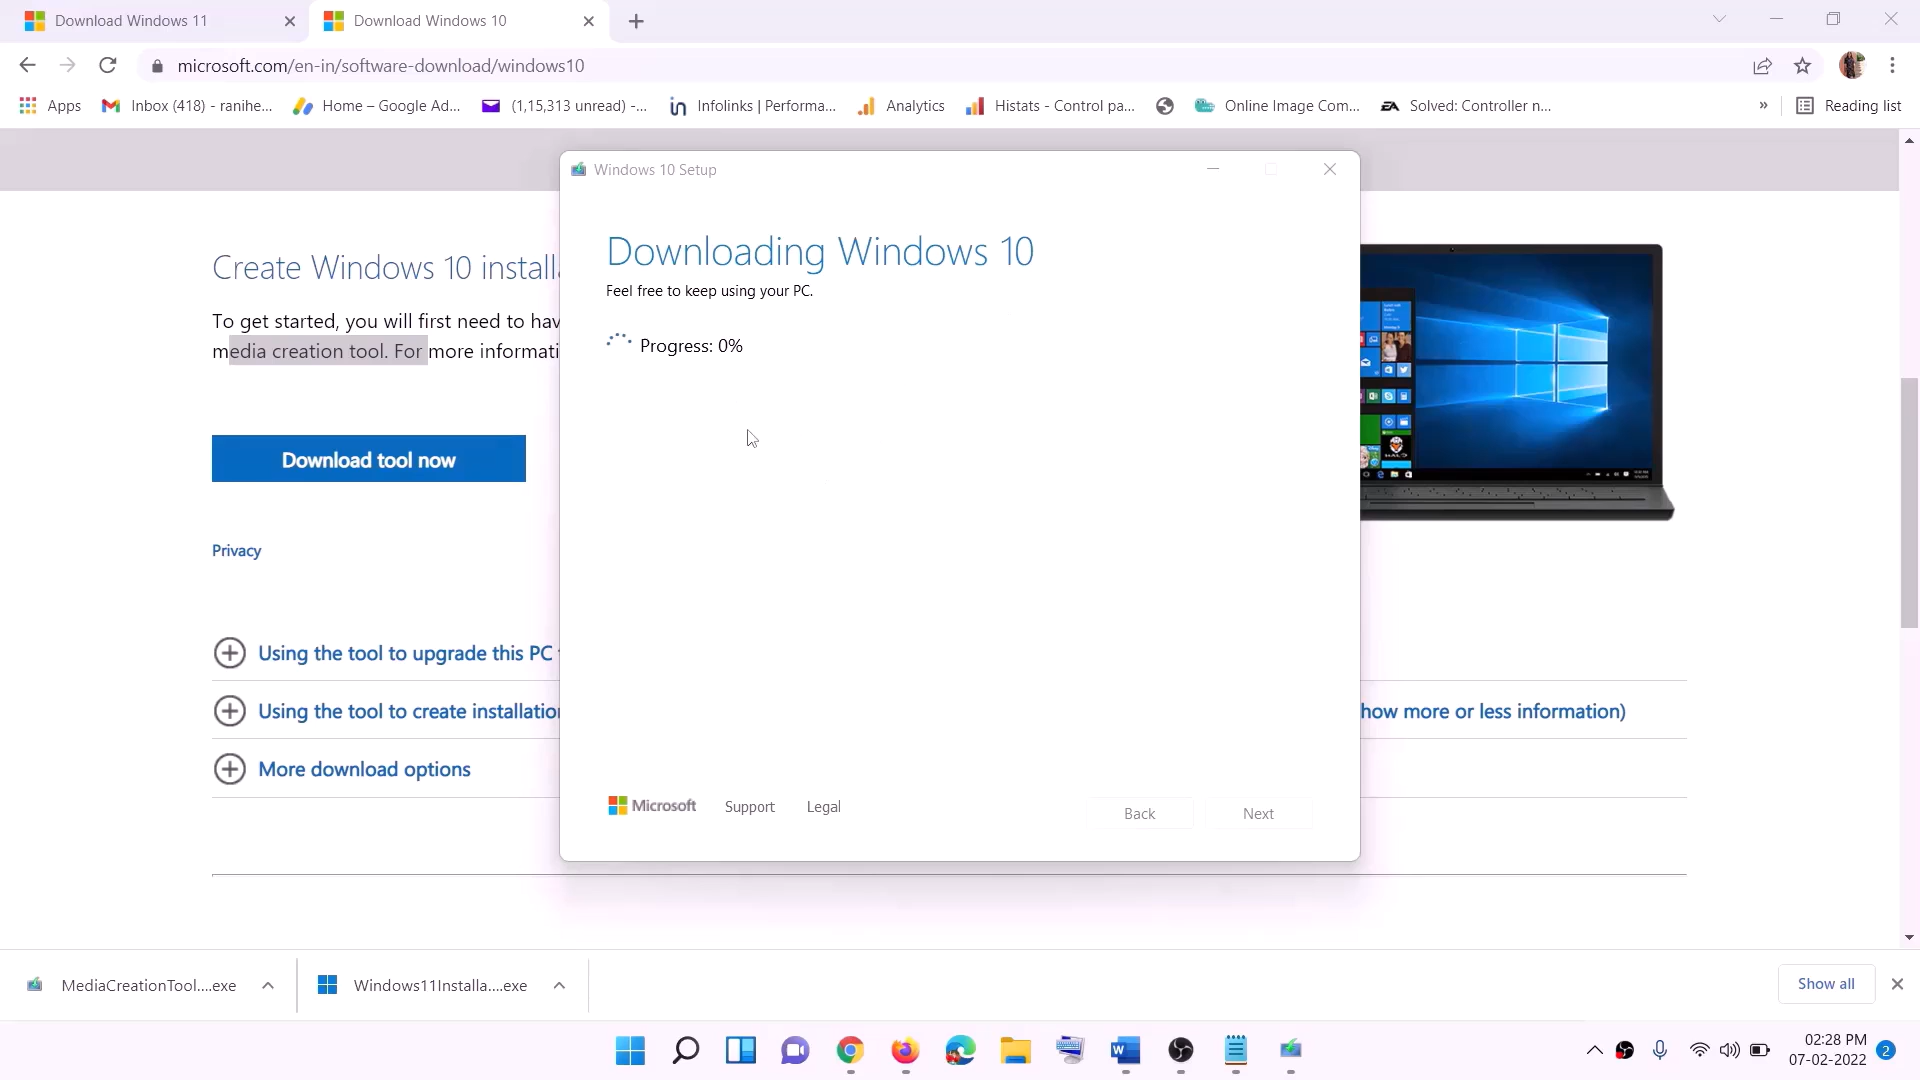 Download Windows 11
Download Windows 10
microsoft.com/en-in/software-download/windows10
Apps
Inbox (418) - ranihe...
Home – Google Ad...
(1,15,313 unread) -...
Infolinks | Performa...
Analytics
Histats - Control pa...
Online Image Com...
Solved: Controller n...
»
Reading list
Windows 10 Setup
Downloading Windows 10
Feel free to keep using your PC.
Progress: 0%
Create Windows 10 install
To get started, you will first need to hav
media creation tool. For more informati
Download tool now
Privacy
Using the tool to upgrade this PC
Using the tool to create installation
how more or less information)
More download options
Microsoft
Support
Legal
Back
Next
MediaCreationTool....exe
Windows11Installa....exe
Show all
02:28 PM
07-02-2022
2